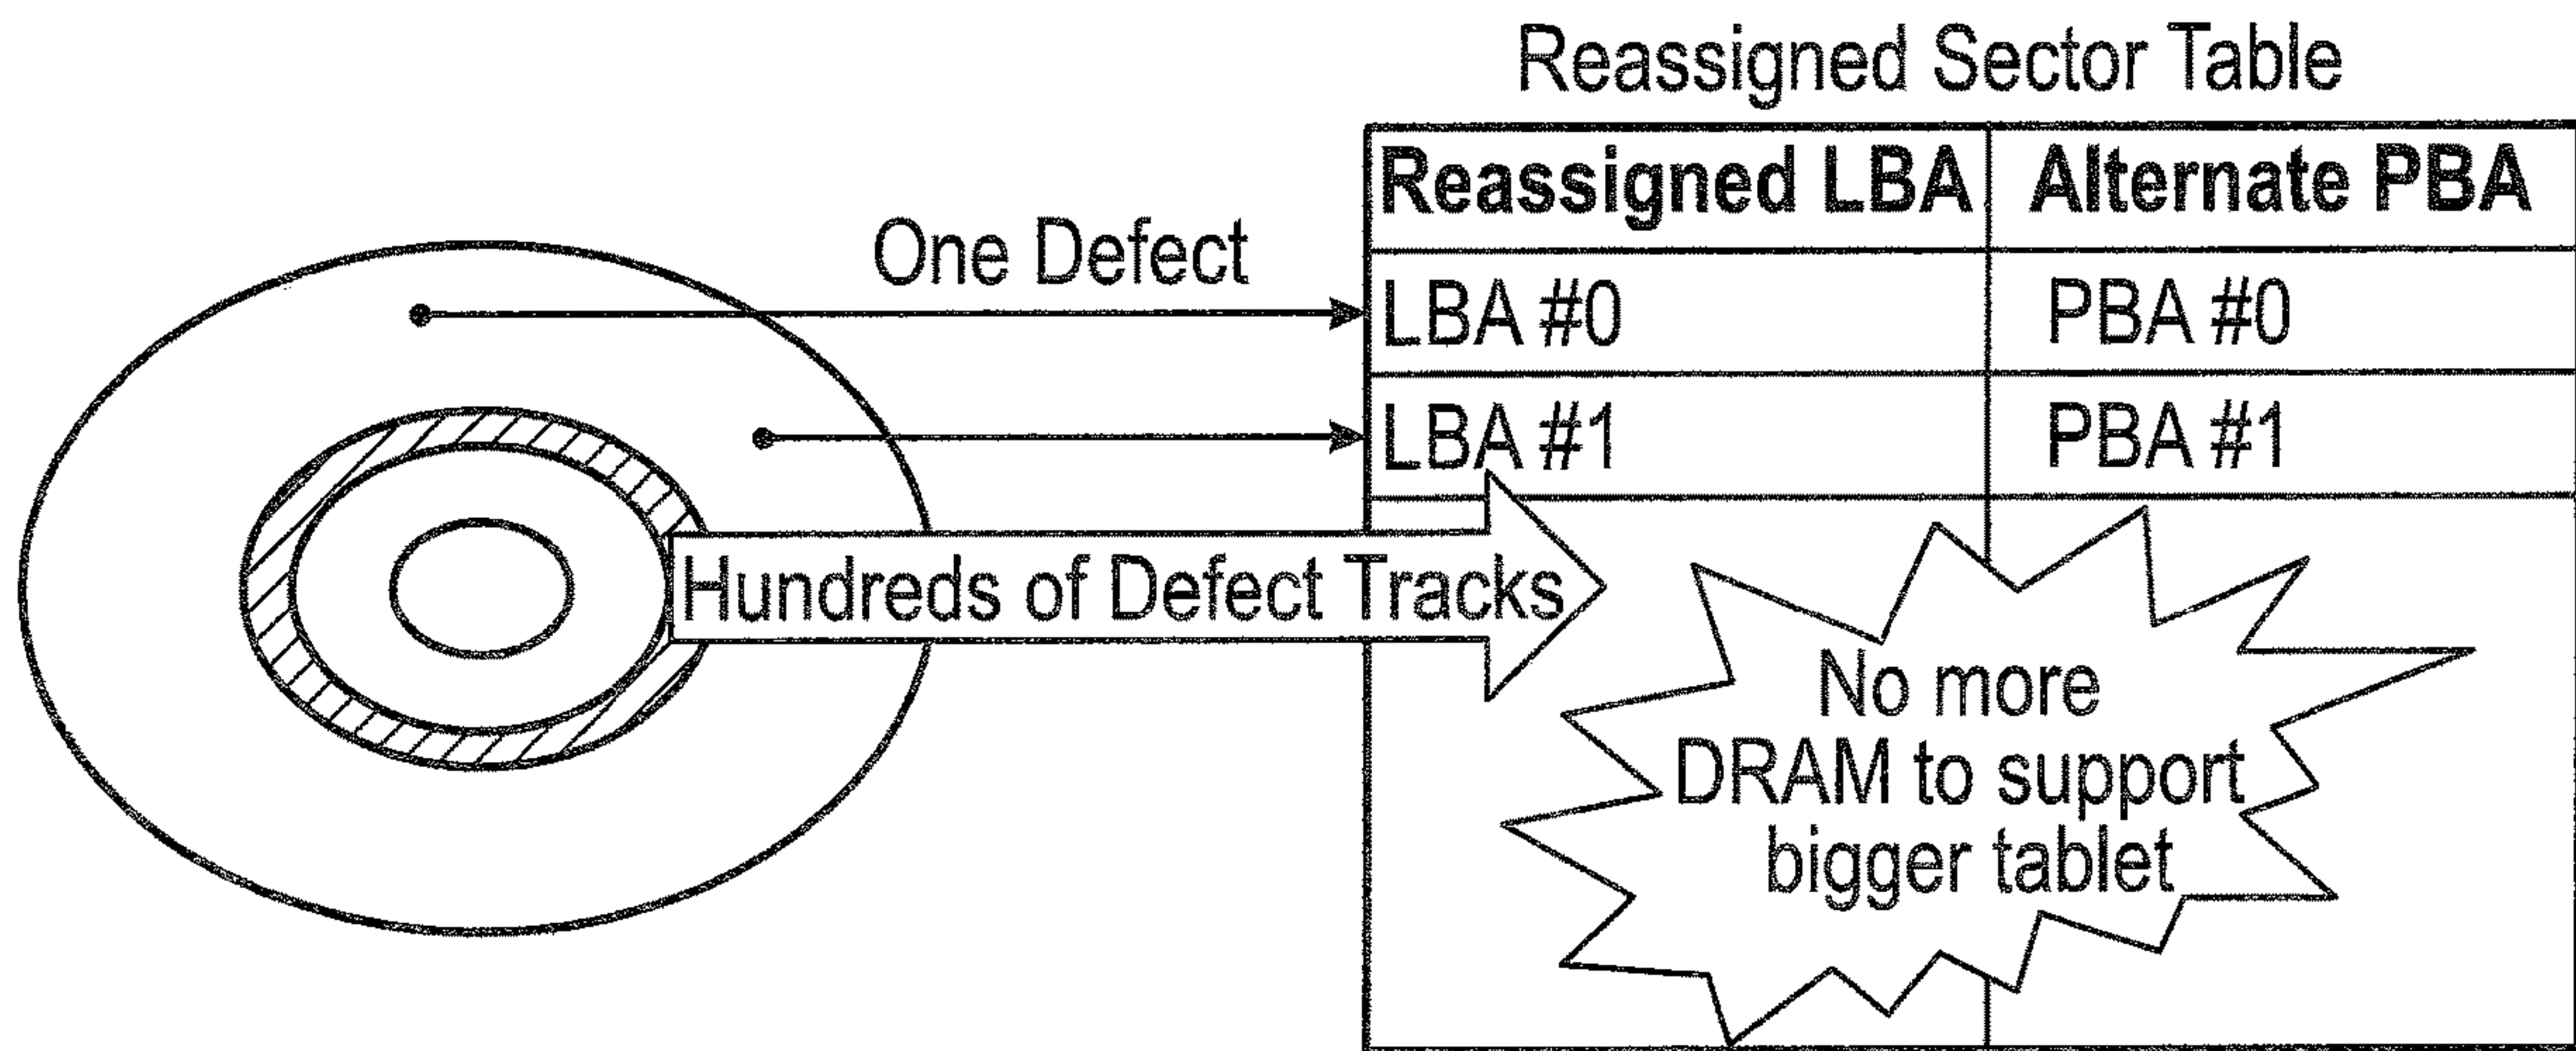 Reassigned Sector Table
Reassigned LBA Alternate PBA
One Defect
LBA #0 PBA #0
LBA #1 PBA #1
Hundreds of Defect Tracks
No more
DRAM to support
bigger tablet